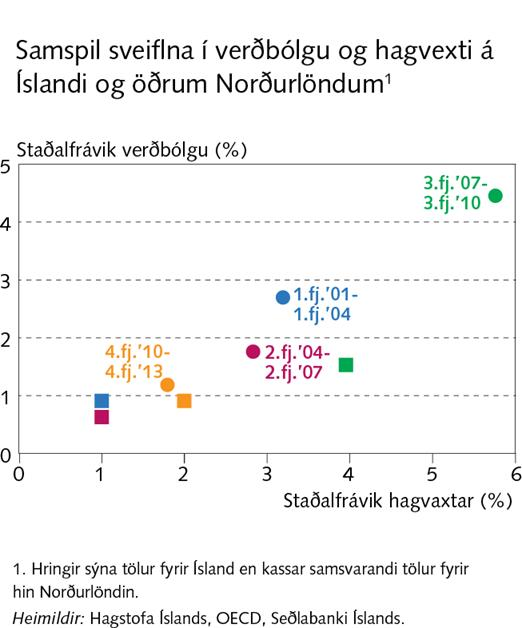 Samspil sveiflna í verðbólgu og hagvexti á
Íslandi og öðrum Norðurlöndum¹
Staðalfrávik verðbólgu (%)
5
4
3
2
1
0
3.fj.'07-
3.fj.'10
1.fj.'01-
1.fj.'04
4.fj.'10-
4.fj.'13
2.fj.'04-
2.fj.'07
0 1 2 3 4 5 6
Staðalfrávik hagvaxtar (%)
1. Hringir sýna tölur fyrir Ísland en kassar samsvarandi tölur fyrir
hin Norðurlöndin.
Heimildir: Hagstofa Íslands, OECD, Seðlabanki Íslands.